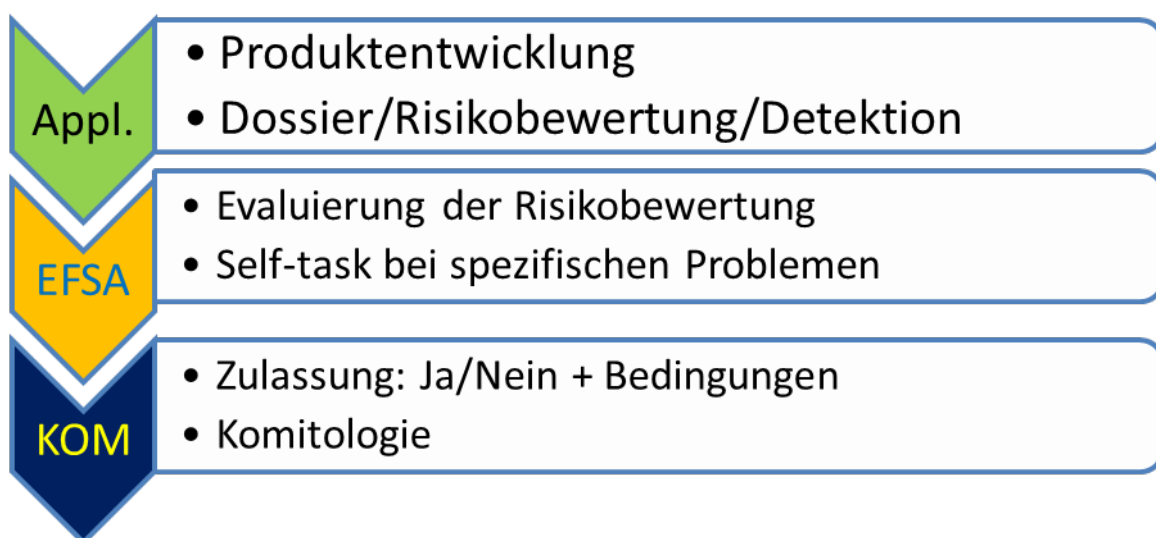 Appl.
• Produktentwicklung
• Dossier/Risikobewertung/Detektion
EFSA
• Evaluierung der Risikobewertung
• Self-task bei spezifischen Problemen
KOM
• Zulassung: Ja/Nein + Bedingungen
• Komitologie